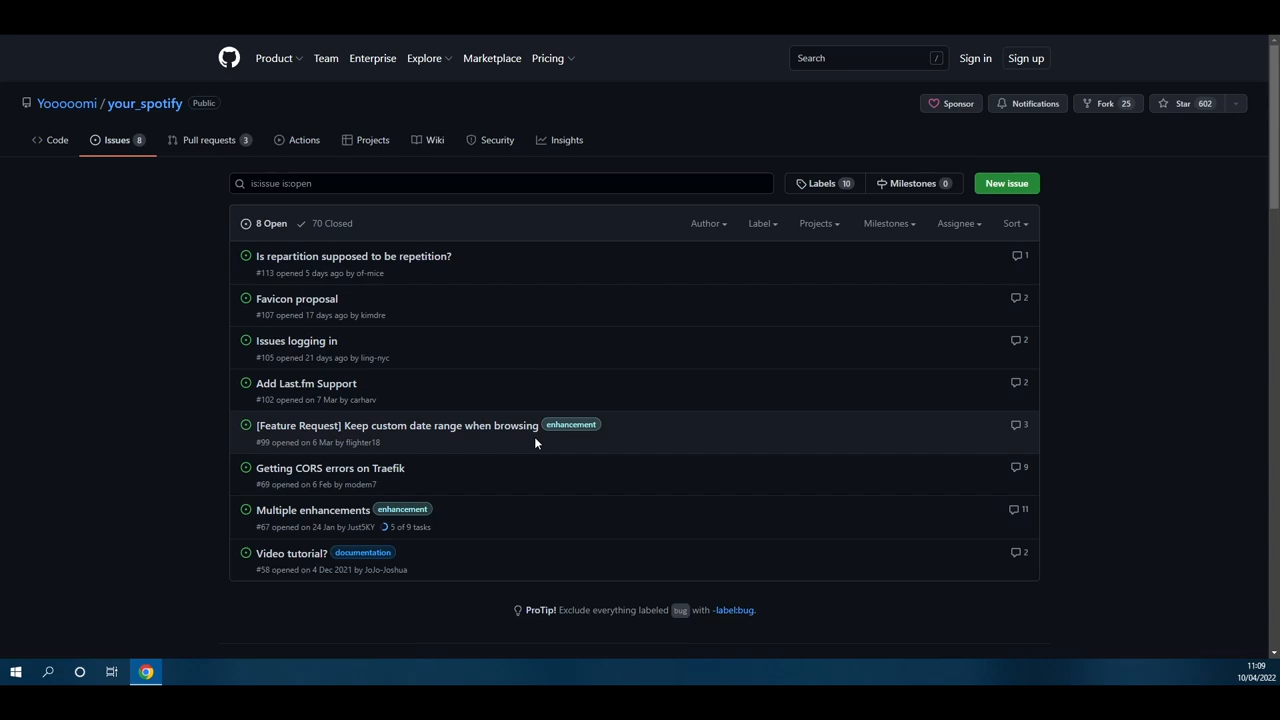 Product Team Enterprise Explore Marketplace Pricing Search / Sign in Sign up
Yooooomi / your_spotify Public Sponsor Notifications Fork 25 Star 602
Code Issues 8 Pull requests 3 Actions Projects Wiki Security Insights
is:issue is:open Labels 10 Milestones 0 New issue
8 Open 70 Closed Author Label Projects Milestones Assignee Sort
Is repartition supposed to be repetition? 1
#113 opened 5 days ago by of-mice
Favicon proposal 2
#107 opened 17 days ago by kimdre
Issues logging in 2
#105 opened 21 days ago by ling-nyc
Add Last.fm Support 2
#102 opened on 7 Mar by carharv
[Feature Request] Keep custom date range when browsing enhancement 3
#99 opened on 6 Mar by flighter18
Getting CORS errors on Traefik 9
#69 opened on 6 Feb by modem7
Multiple enhancements enhancement 11
#67 opened on 24 Jan by Just5KY 5 of 9 tasks
Video tutorial? documentation 2
#58 opened on 4 Dec 2021 by JoJo-Joshua
ProTip! Exclude everything labeled bug with -label:bug.
11:09
10/04/2022